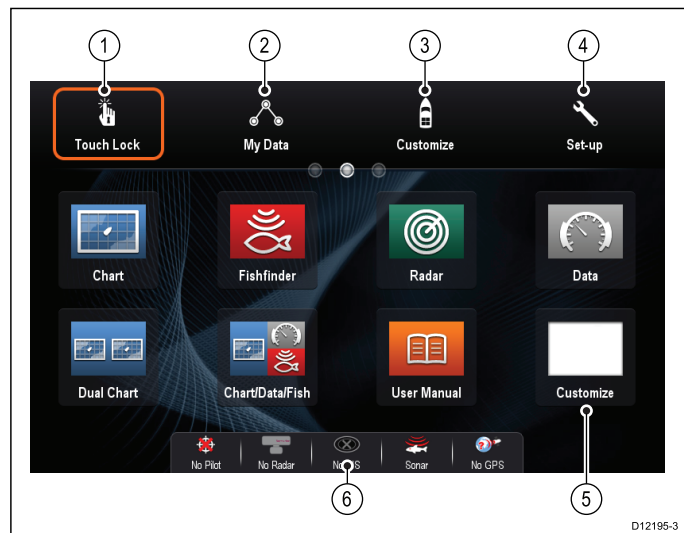 1 2 3 4
Touch Lock My Data Customize Set-up
Chart Fishfinder Radar Data
Dual Chart Chart/Data/Fish User Manual Customize
No Pilot No Radar Sonar No GPS
6 5
D12195-3